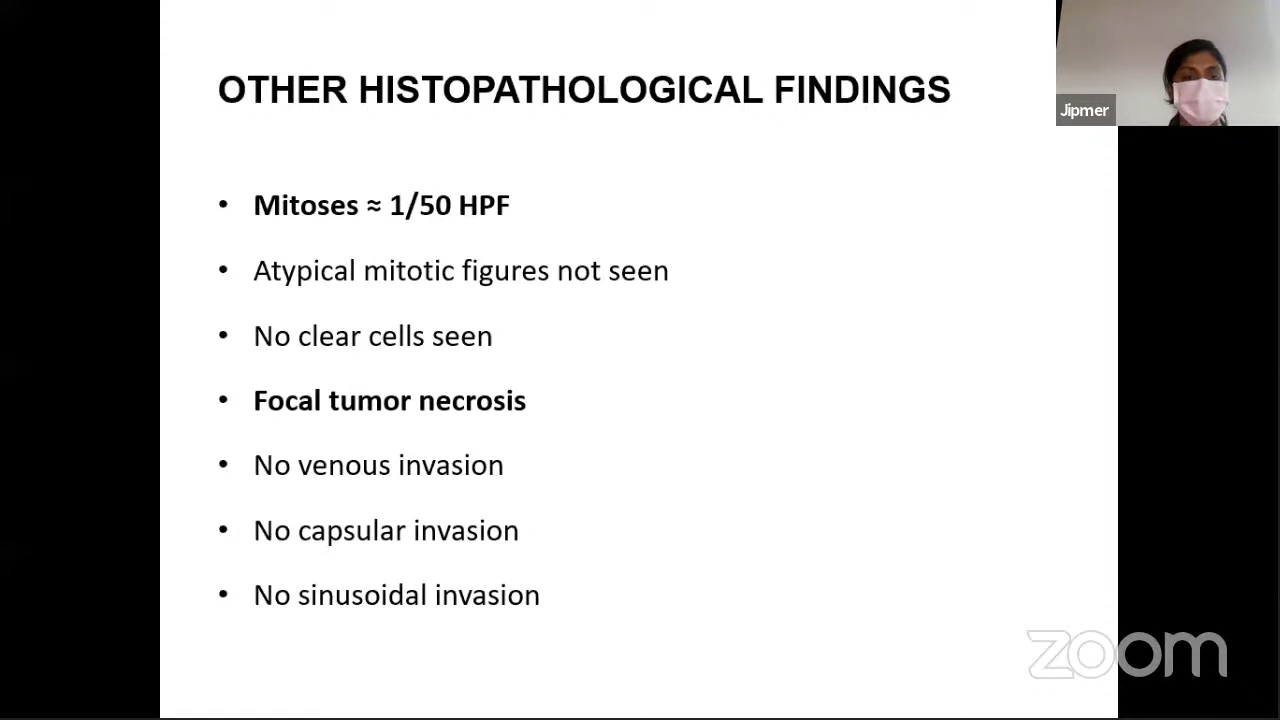 OTHER HISTOPATHOLOGICAL FINDINGS
Jipmer
• Mitoses ≈ 1/50 HPF
• Atypical mitotic figures not seen
• No clear cells seen
• Focal tumor necrosis
• No venous invasion
• No capsular invasion
• No sinusoidal invasion
zoom